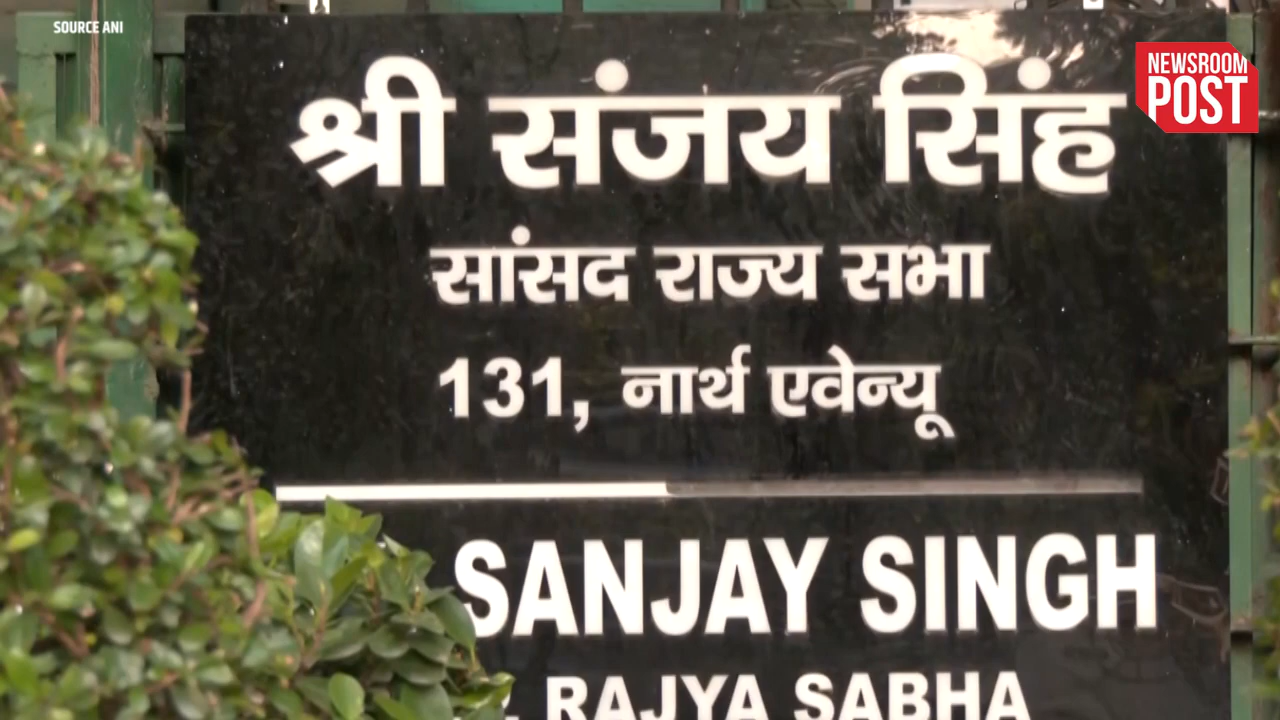 SOURCE ANI
NEWSROOM
POST
श्री संजय सिंह
सांसद राज्य सभा
131, नार्थ एवेन्यू
SANJAY SINGH
RAJYA SABHA